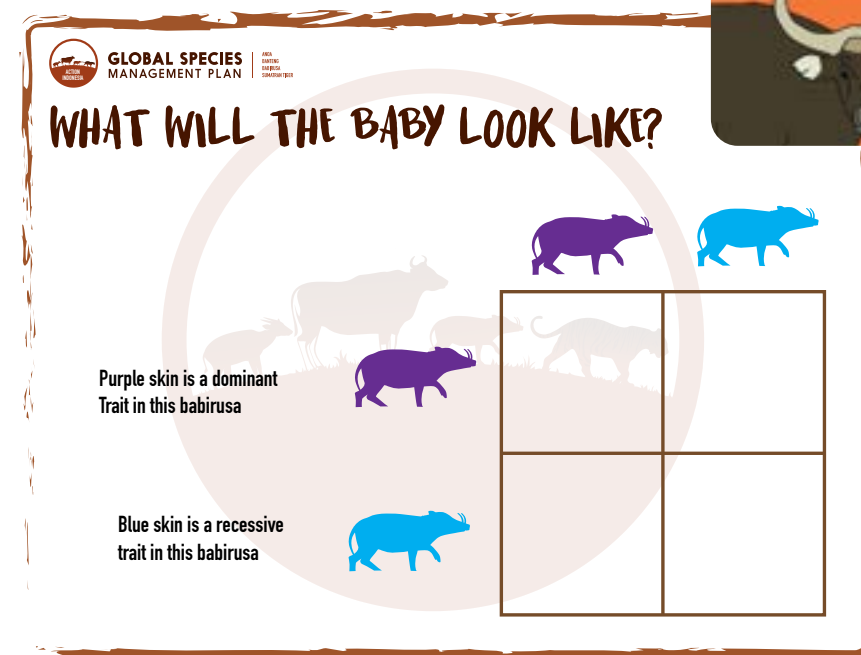 ACTION
INDONESIA
GLOBAL SPECIES
MANAGEMENT PLAN
ANOA
BANTENG
BABIRUSA
SUMATRAN TIGER
WHAT WILL THE BABY LOOK LIKE?
Purple skin is a dominant
Trait in this babirusa
Blue skin is a recessive
trait in this babirusa